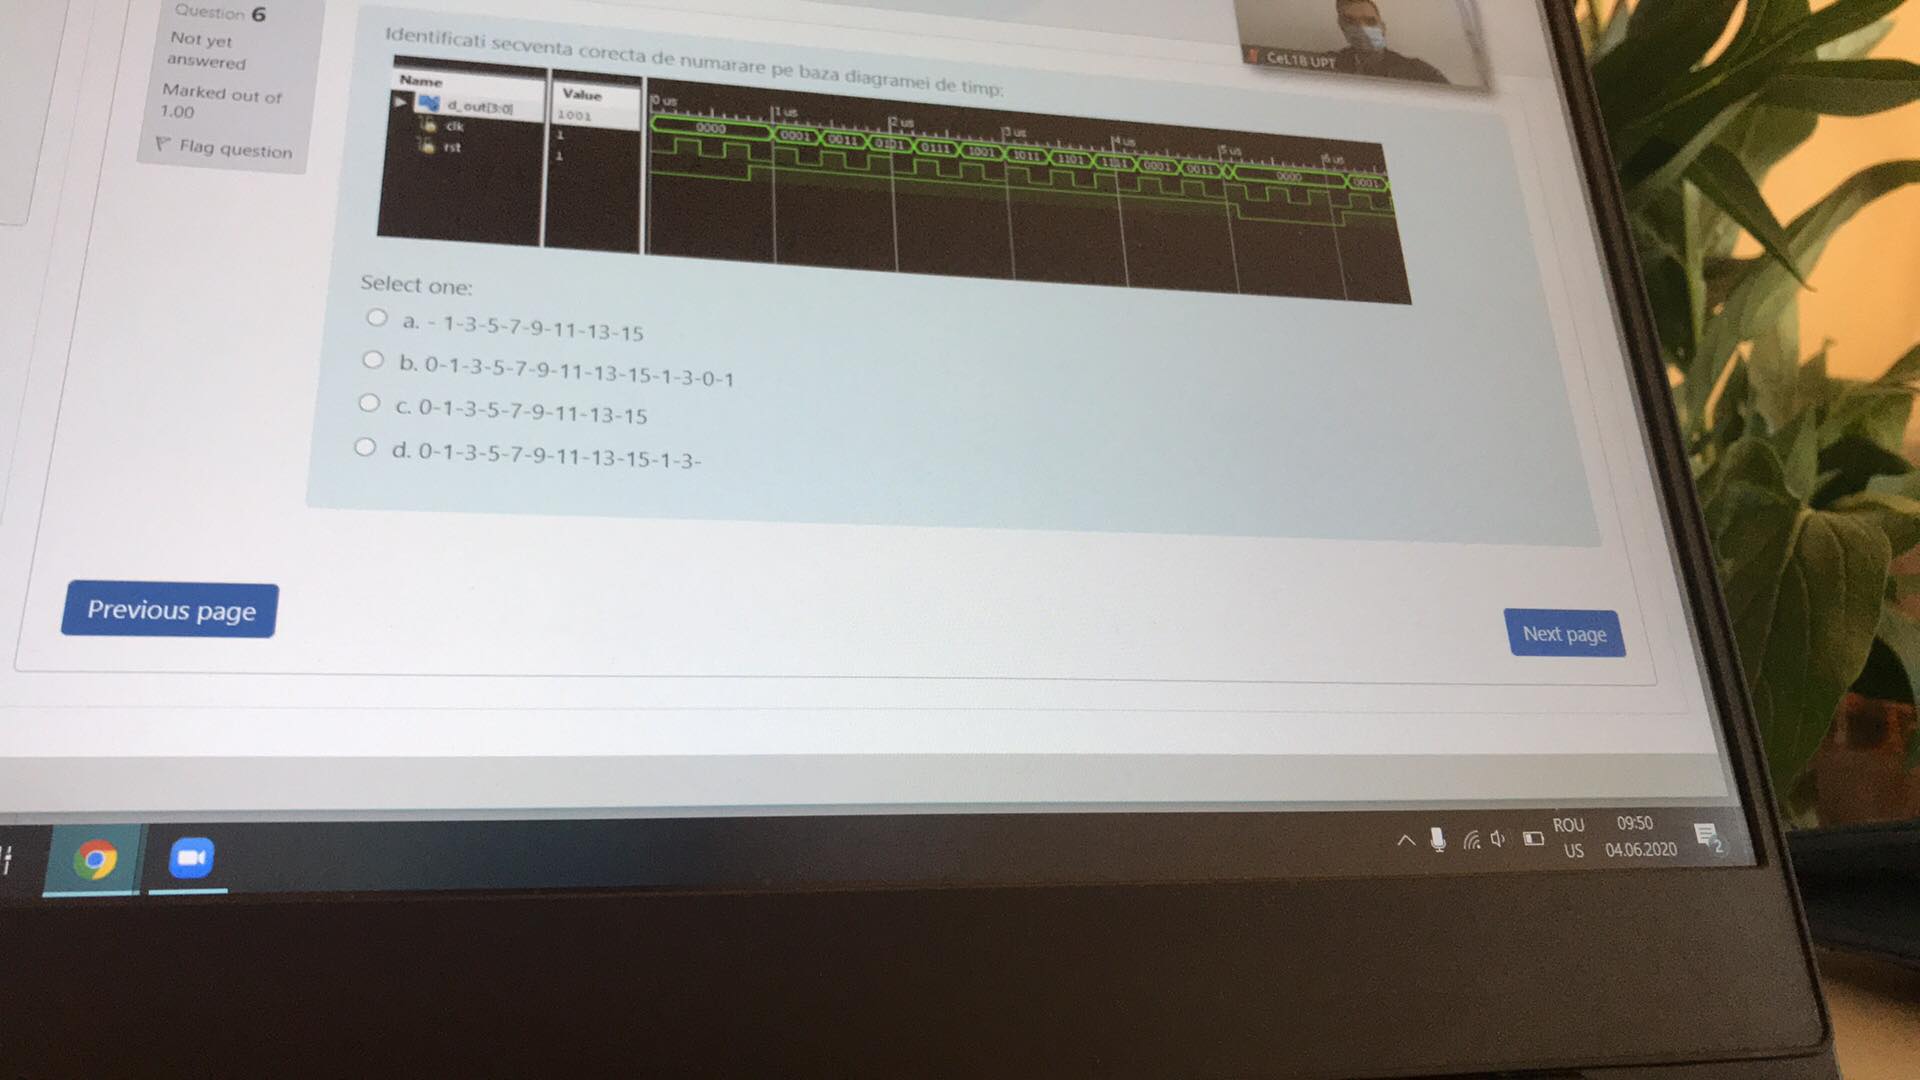 Question 6
Not yet
answered
Marked out of
1.00
Flag question
Identificati secventa corecta de numarare pe baza diagramei de timp:
CeL18 UPT
Name
Value
d_out[3:0]
1001
clk
1
rst
1
0 us 1 us 2 us 3 us 4 us 5 us 6 us
0000 0001 0011 0101 0111 1001 1011 1101 1111 0001 0011 0000 0001
Select one:
a. - 1-3-5-7-9-11-13-15
b. 0-1-3-5-7-9-11-13-15-1-3-0-1
c. 0-1-3-5-7-9-11-13-15
d. 0-1-3-5-7-9-11-13-15-1-3-
Previous page
Next page
ROU
US
09:50
04.06.2020
2